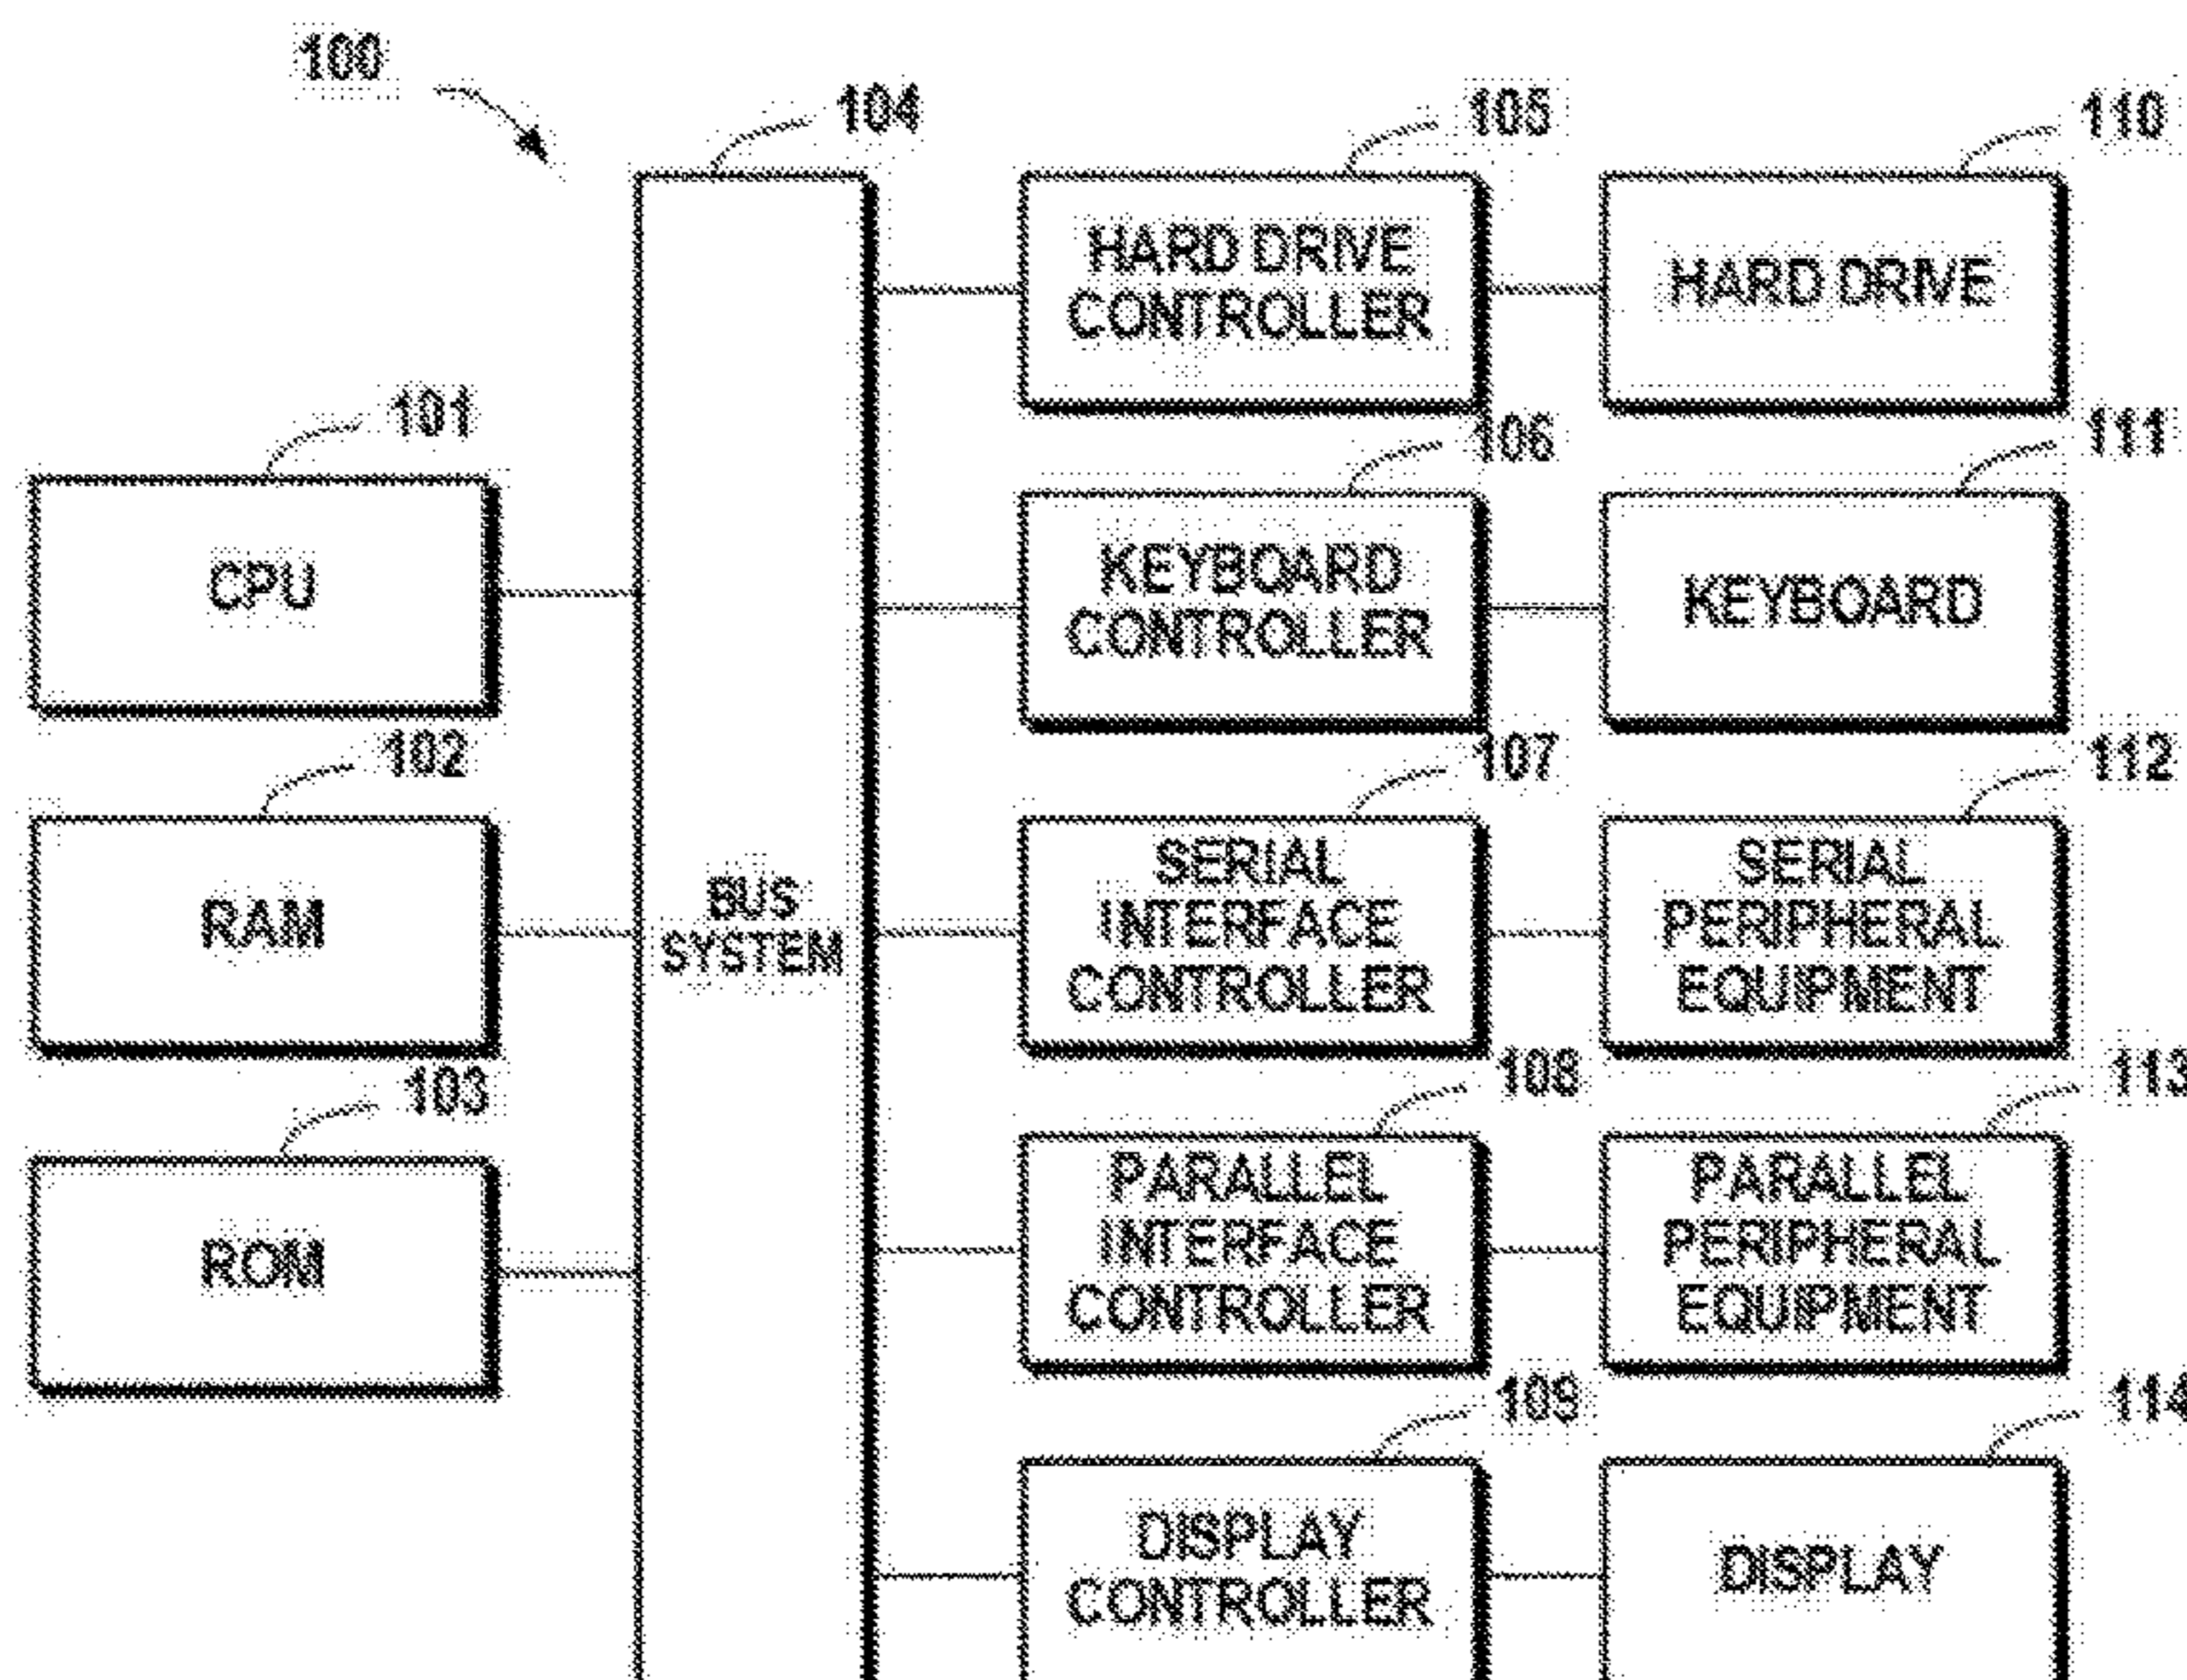 100
104
105
110
HARD DRIVE
CONTROLLER
HARD DRIVE
101
106
111
CPU
KEYBOARD
CONTROLLER
KEYBOARD
102
107
112
RAM
BUS
SYSTEM
SERIAL
INTERFACE
CONTROLLER
SERIAL
PERIPHERAL
EQUIPMENT
103
108
113
ROM
PARALLEL
INTERFACE
CONTROLLER
PARALLEL
PERIPHERAL
EQUIPMENT
109
114
DISPLAY
CONTROLLER
DISPLAY